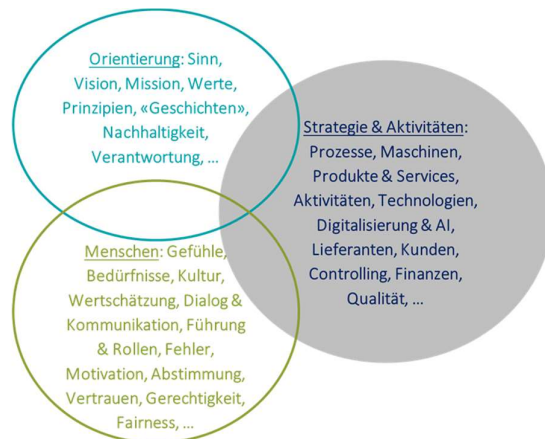 Orientierung: Sinn,
Vision, Mission, Werte,
Prinzipien, «Geschichten»,
Nachhaltigkeit,
Verantwortung, ...
Strategie & Aktivitäten:
Prozesse, Maschinen,
Produkte & Services,
Aktivitäten, Technologien,
Digitalisierung & AI,
Lieferanten, Kunden,
Controlling, Finanzen,
Qualität, ...
Menschen: Gefühle,
Bedürfnisse, Kultur,
Wertschätzung, Dialog &
Kommunikation, Führung
& Rollen, Fehler,
Motivation, Abstimmung,
Vertrauen, Gerechtigkeit,
Fairness, ...